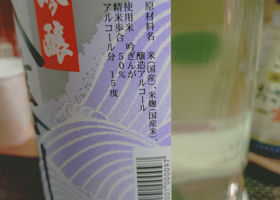 吟醸
原材料名 米(国産)、米麹(国産米)、
醸造アルコール
使用米 吟ぎんが
精米歩合 50%
アルコール分 15度